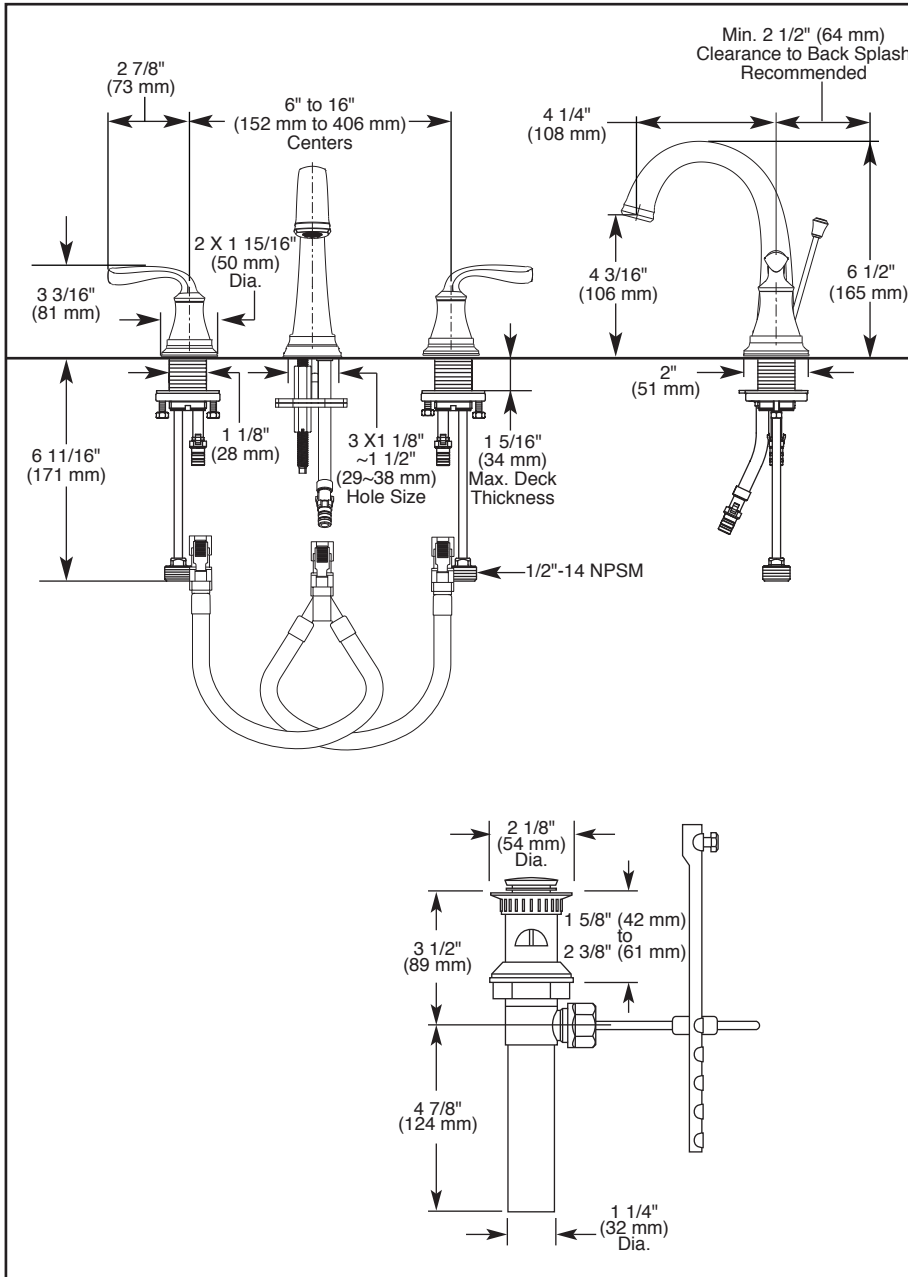 2 7/8"
(73 mm)
6" to 16"
(152 mm to 406 mm)
Centers
4 1/4"
(108 mm)
Min. 2 1/2" (64 mm)
Clearance to Back Splash
Recommended
3 3/16"
(81 mm)
2 X 1 15/16"
(50 mm)
Dia.
4 3/16"
(106 mm)
6 1/2"
(165 mm)
6 11/16"
(171 mm)
1 1/8"
(28 mm)
3 X1 1/8"
~1 1/2"
(29~38 mm)
Hole Size
1 5/16"
(34 mm)
Max. Deck
Thickness
2"
(51 mm)
1/2"-14 NPSM
2 1/8"
(54 mm)
Dia.
3 1/2"
(89 mm)
1 5/8" (42 mm)
to
2 3/8" (61 mm)
4 7/8"
(124 mm)
1 1/4"
(32 mm)
Dia.